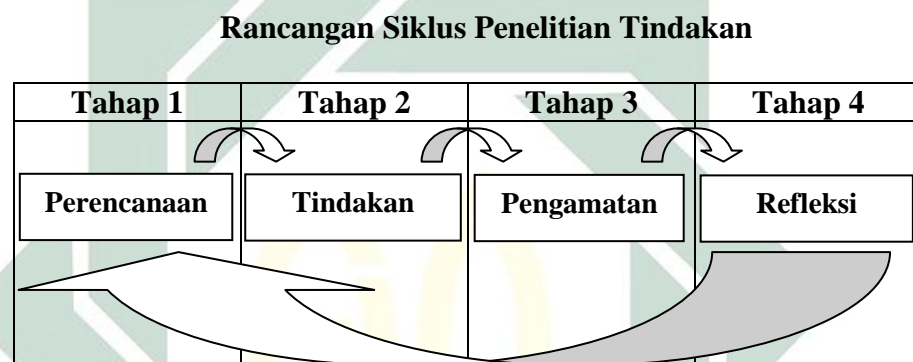 Rancangan Siklus Penelitian Tindakan
Tahap 1 Tahap 2 Tahap 3 Tahap 4
Perencanaan Tindakan Pengamatan Refleksi